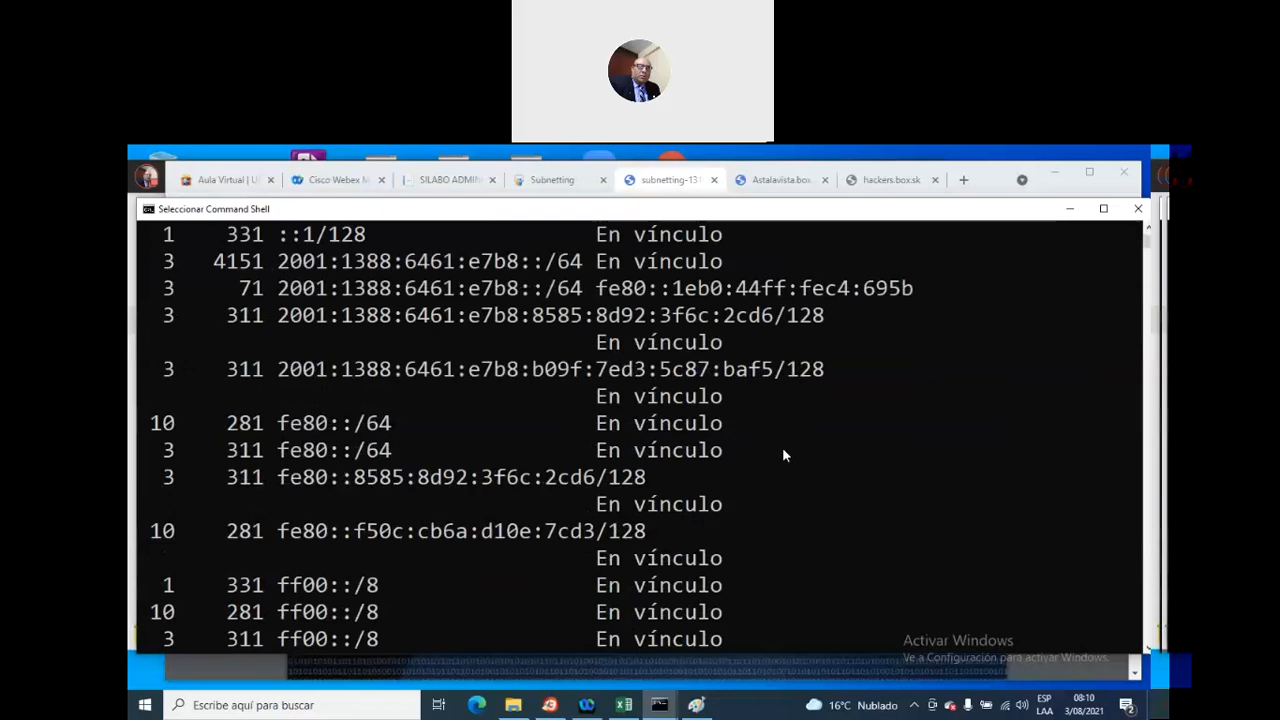 Aula Virtual | U
Cisco Webex M
SILABO ADMIN
Subnetting
subnetting-131
Astalavista.box
hackers.box.sk
Seleccionar Command Shell
1 331 ::1/128 En vínculo
3 4151 2001:1388:6461:e7b8::/64 En vínculo
3 71 2001:1388:6461:e7b8::/64 fe80::1eb0:44ff:fec4:695b
3 311 2001:1388:6461:e7b8:8585:8d92:3f6c:2cd6/128
En vínculo
3 311 2001:1388:6461:e7b8:b09f:7ed3:5c87:baf5/128
En vínculo
10 281 fe80::/64 En vínculo
3 311 fe80::/64 En vínculo
3 311 fe80::8585:8d92:3f6c:2cd6/128
En vínculo
10 281 fe80::f50c:cb6a:d10e:7cd3/128
En vínculo
1 331 ff00::/8 En vínculo
10 281 ff00::/8 En vínculo
3 311 ff00::/8 En vínculo
Activar Windows
Ve a Configuración para activar Windows.
Escribe aquí para buscar
16°C Nublado
ESP
LAA
08:10
3/08/2021
2